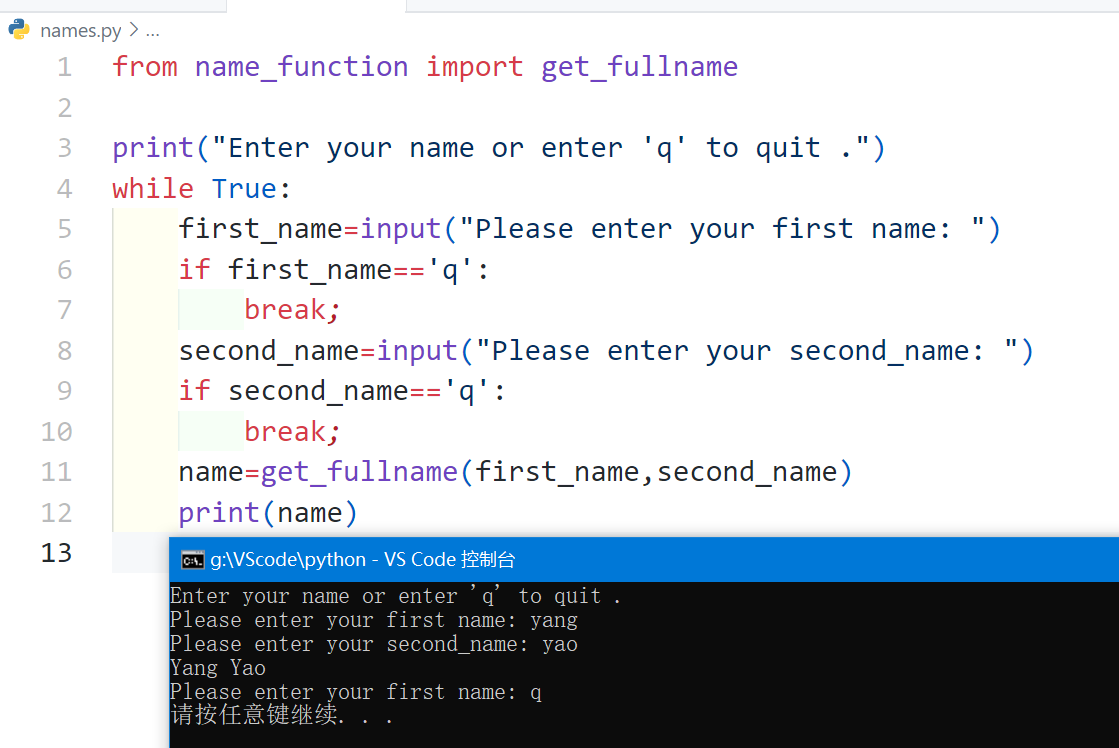 names.py > ...
1 from name_function import get_fullname
2
3 print("Enter your name or enter 'q' to quit .")
4 while True:
5     first_name=input("Please enter your first name: ")
6     if first_name=='q':
7         break;
8     second_name=input("Please enter your second_name: ")
9     if second_name=='q':
10         break;
11     name=get_fullname(first_name,second_name)
12     print(name)
13
g:\VScode\python - VS Code 控制台
Enter your name or enter 'q' to quit .
Please enter your first name: yang
Please enter your second_name: yao
Yang Yao
Please enter your first name: q
请按任意键继续. . .